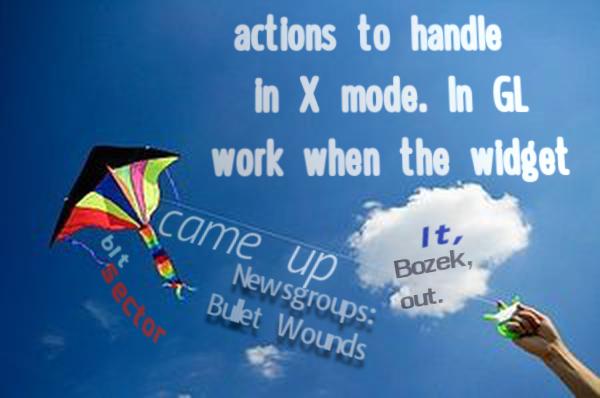 actions to handle
in X mode. In GL
work when the widget
came up
It,
Bozek,
out.
bit
sector
Newsgroups:
Bullet Wounds